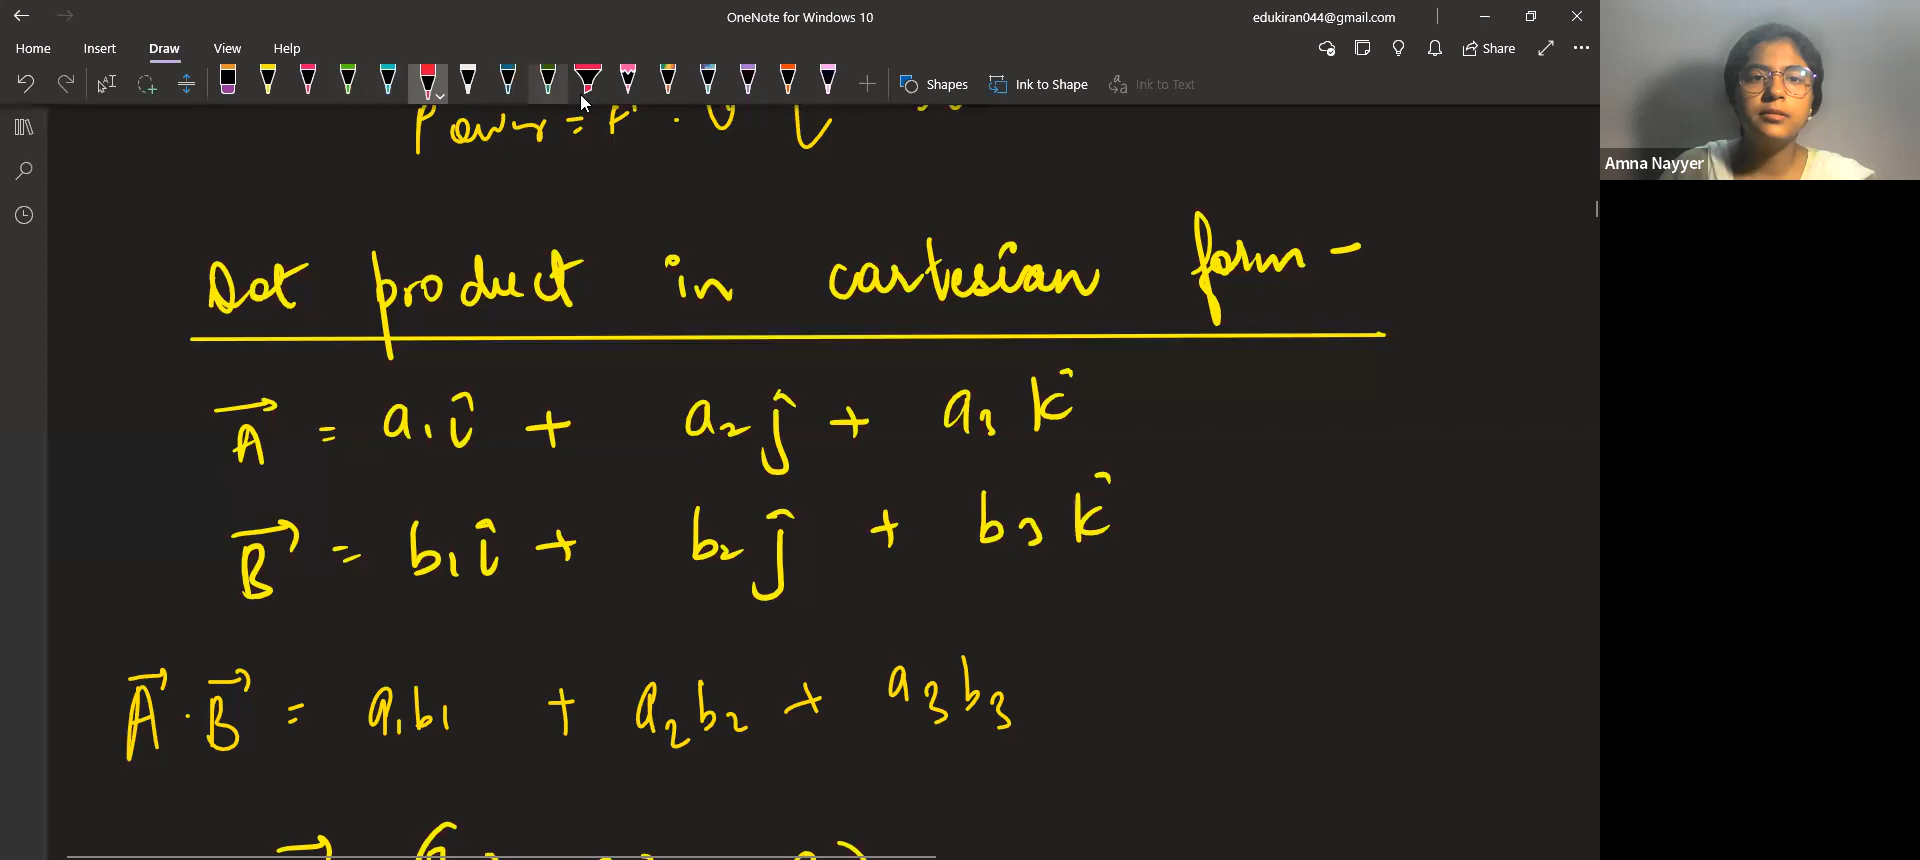 OneNote for Windows 10
edukiran044@gmail.com
Home Insert Draw View Help
Share
Shapes Ink to Shape Ink to Text
Power = F . V
Amna Nayyer
Dot product in cartesian form -
A⃗ = a₁î + a₂ĵ + a₃k̂
B⃗ = b₁î + b₂ĵ + b₃k̂
A⃗ . B⃗ = a₁b₁ + a₂b₂ + a₃b₃